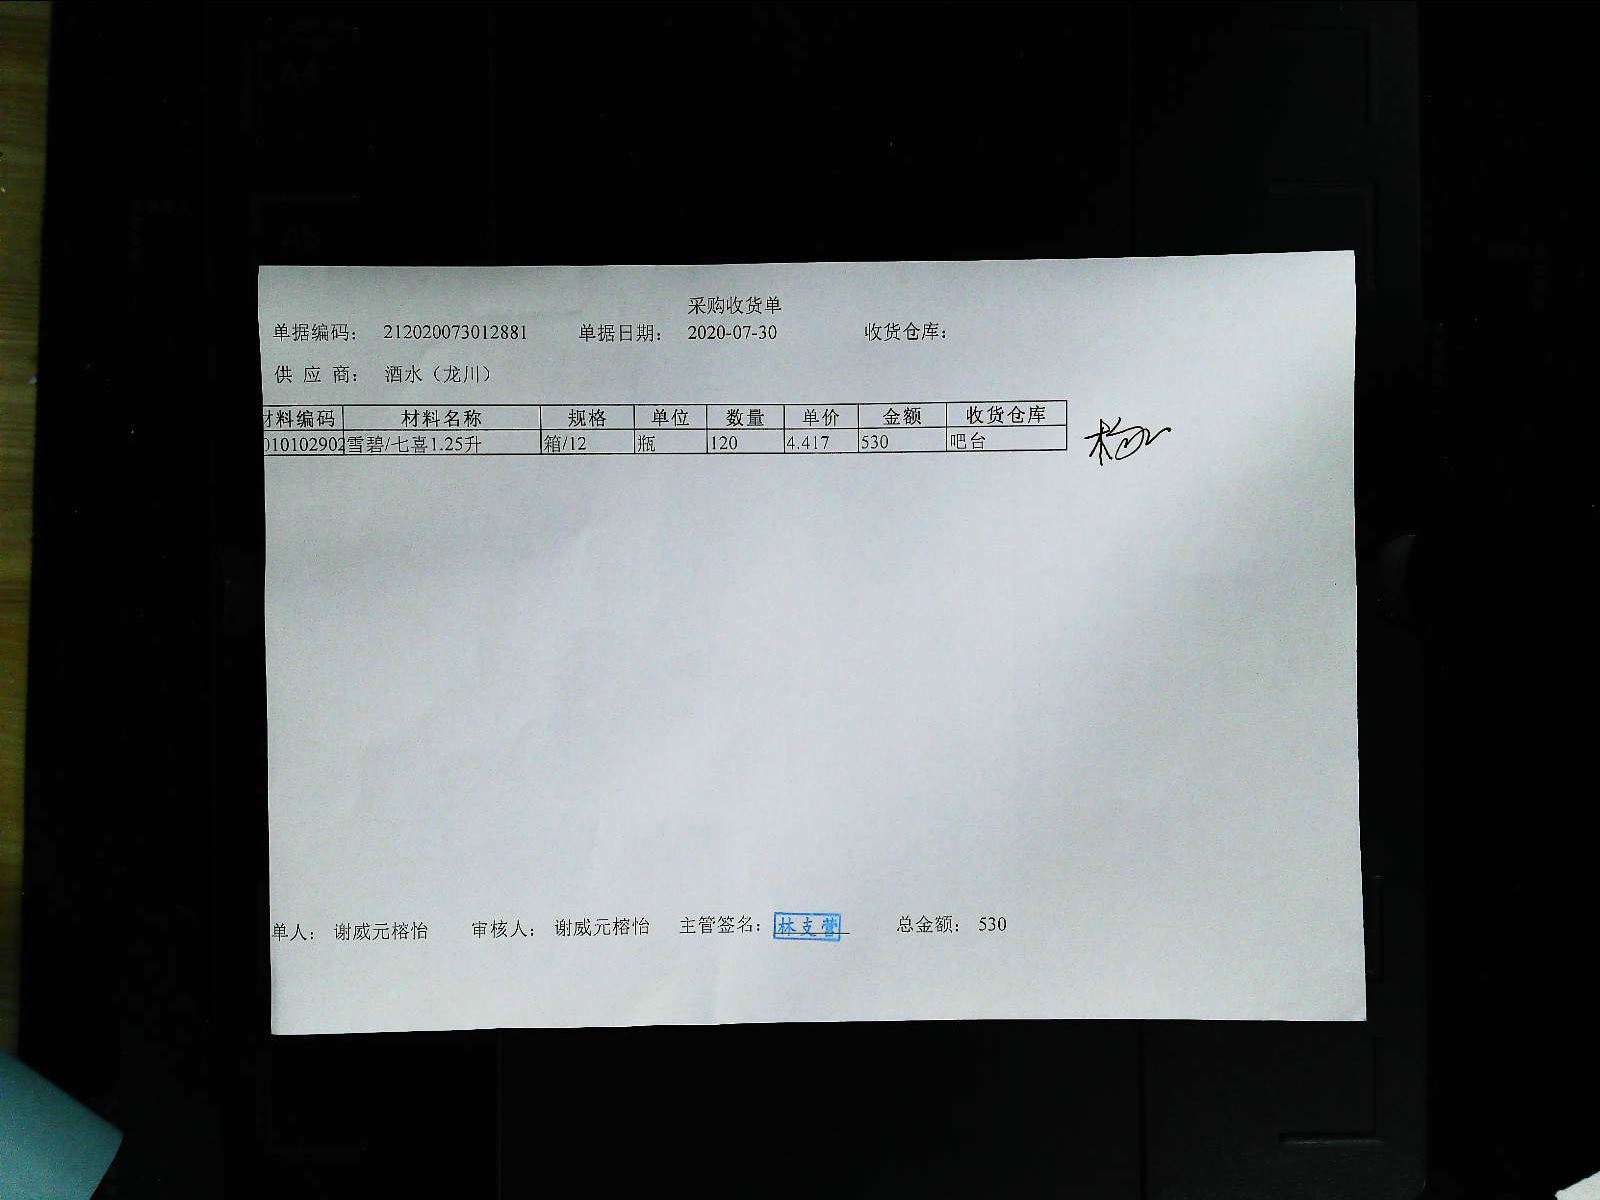 采购收货单
单据编码： 212020073012881 单据日期： 2020-07-30 收货仓库：
供 应 商： 酒水（龙川）
材料编码 材料名称 规格 单位 数量 单价 金额 收货仓库
010102902 雪碧/七喜1.25升 箱/12 瓶 120 4.417 530 吧台
单人： 谢威元榕怡 审核人： 谢威元榕怡 主管签名： 林支营 总金额： 530